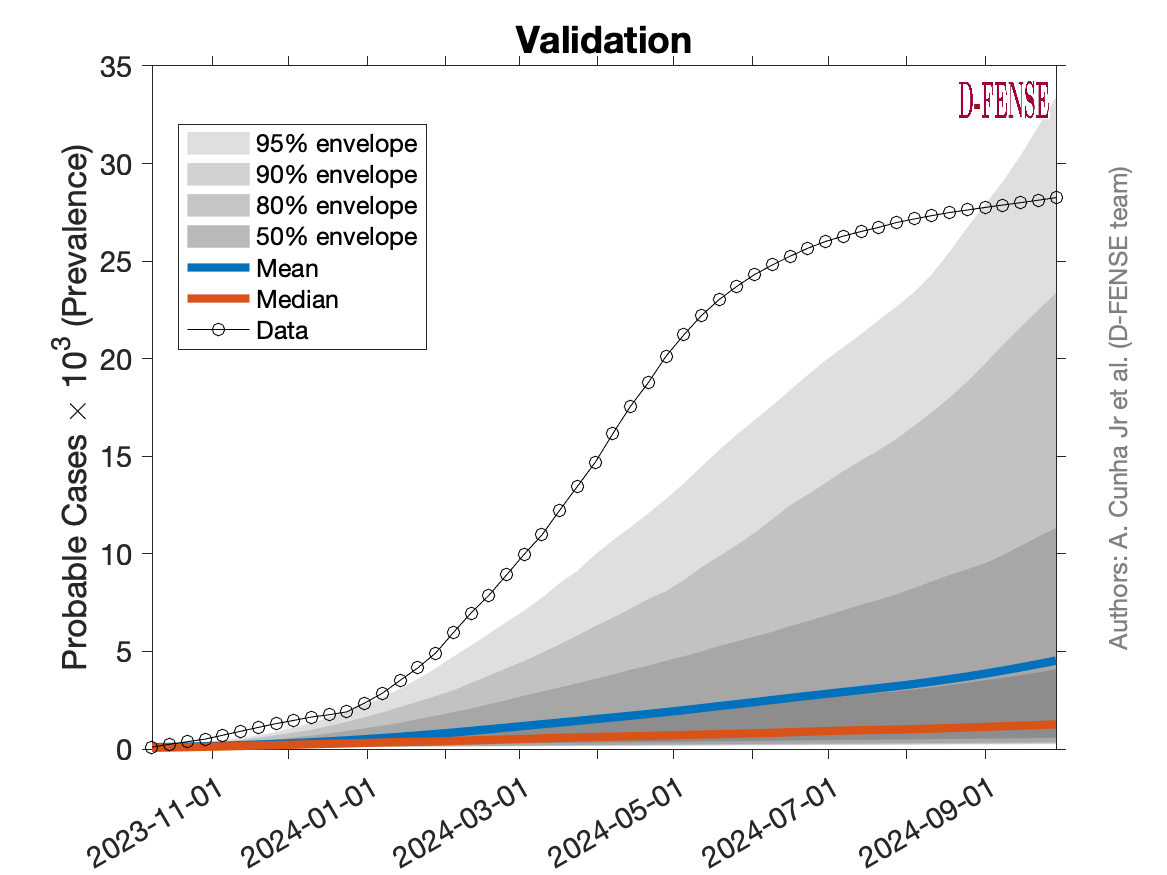 Validation
D-FENSE
95% envelope
90% envelope
80% envelope
50% envelope
Mean
Median
Data
Probable Cases × 10³ (Prevalence)
35
30
25
20
15
10
5
0
2023-11-01
2024-01-01
2024-03-01
2024-05-01
2024-07-01
2024-09-01
Authors: A. Cunha Jr et al. (D-FENSE team)